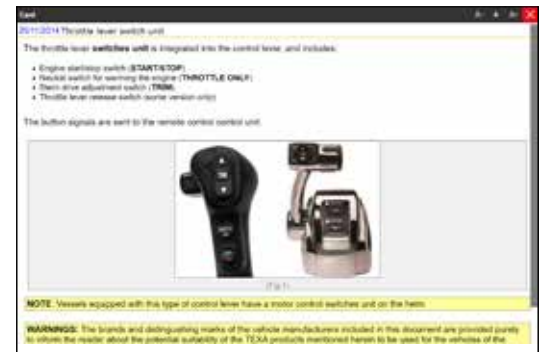 Card
20/11/2014 Throttle lever switch unit
The throttle lever switches unit is integrated into the control lever, and includes:
Engine start/stop switch (START/STOP)
Neutral switch for warming the engine (THROTTLE ONLY)
Stern drive adjustment switch (TRIM)
Throttle lever release switch (some version only)
The button signals are sent to the remote control control unit.
(Fig.1)
NOTE: Vessels equipped with this type of control lever have a motor control switches unit on the helm.
WARNINGS: The brands and distinguishing marks of the vehicle manufacturers included in this document are provided purely
to inform the reader about the potential suitability of the TEXA products mentioned herein to be used for the vehicles of the